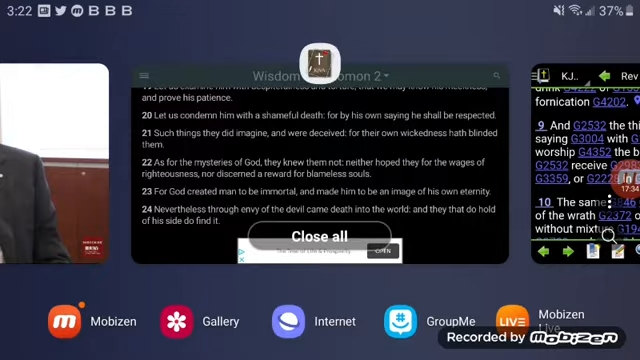 3:22 B B B 37%
Wisdom omon 2
and prove his patience.
20 Let us condemn him with a shameful death: for by his own saying he shall be respected.
21 Such things they did imagine, and were deceived: for their own wickedness hath blinded
them.
22 As for the mysteries of God, they knew them not: neither hoped they for the wages of
righteousness, nor discerned a reward for blameless souls.
23 For God created man to be immortal, and made him to be an image of his own eternity.
24 Nevertheless through envy of the devil came death into the world: and they that do hold
of his side do find it.
Close all
OPEN
KJ.. Rev
fornication G4202.
9 And G2532 the thi
saying G3004 with G
worship G4352 the b
G2532 receive
G3359, or
17:34
10 The same
of the wrath G2372 o
without mixture
Mobizen
Gallery
Internet
GroupMe
LIVE
Mobizen
Live
Recorded by mobizen